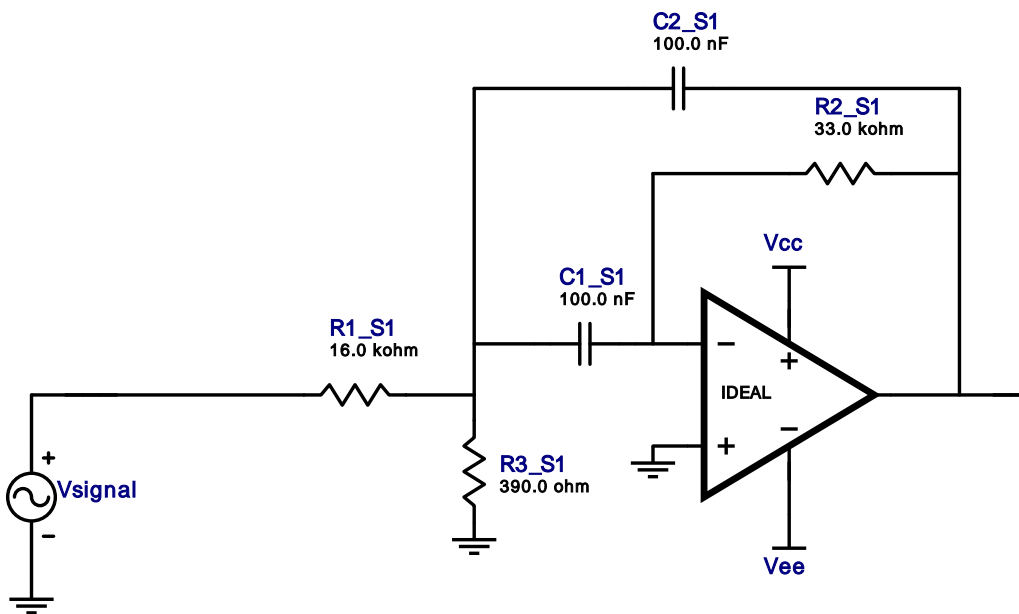 C2_S1
100.0 nF
R2_S1
33.0 kohm
Vcc
C1_S1
100.0 nF
R1_S1
16.0 kohm
−
+
IDEAL
+
−
+
R3_S1
390.0 ohm
Vsignal
−
Vee